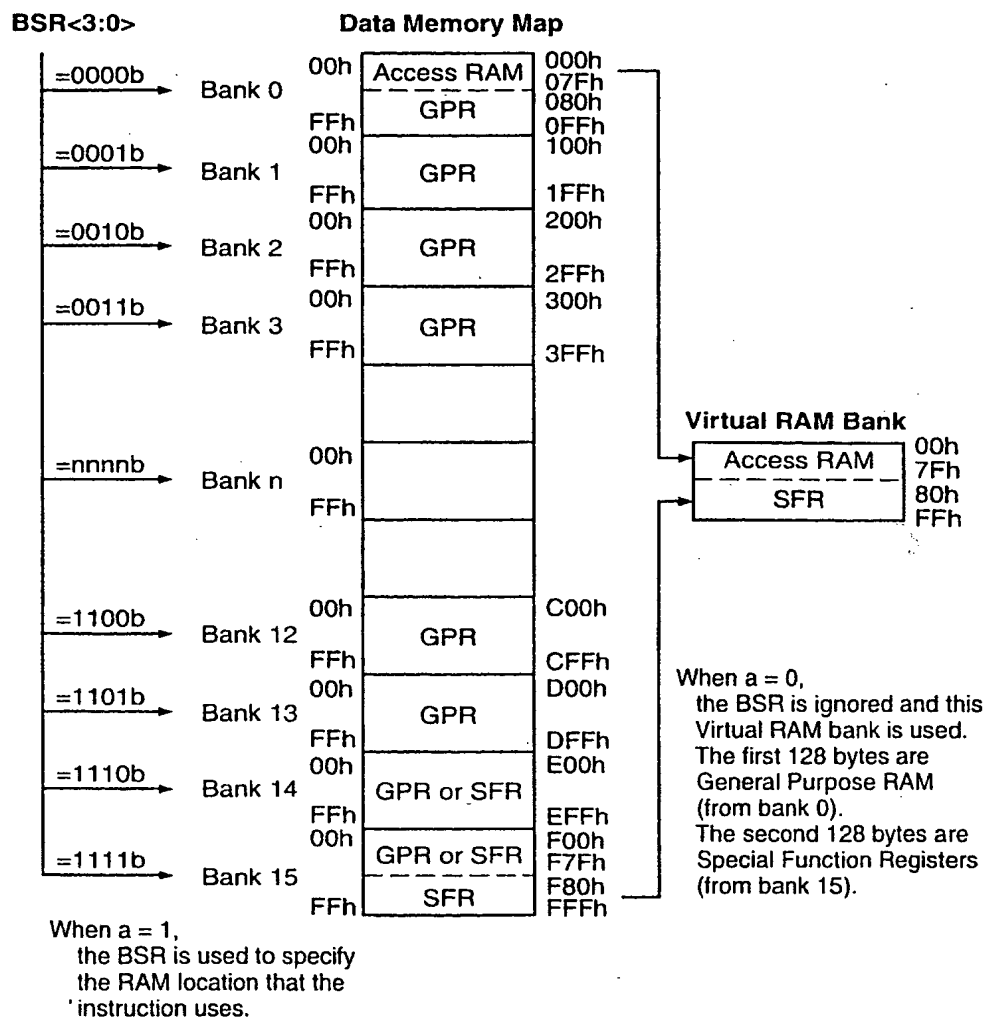 BSR<3:0>
Data Memory Map
=0000b
Bank 0
00h
Access RAM
000h
07Fh
GPR
080h
FFh
0FFh
=0001b
Bank 1
00h
GPR
100h
FFh
1FFh
=0010b
Bank 2
00h
GPR
200h
FFh
2FFh
=0011b
Bank 3
00h
GPR
300h
FFh
3FFh
=nnnnb
Bank n
00h
FFh
=1100b
Bank 12
00h
GPR
C00h
FFh
CFFh
=1101b
Bank 13
00h
GPR
D00h
FFh
DFFh
=1110b
Bank 14
00h
GPR or SFR
E00h
FFh
EFFh
=1111b
Bank 15
00h
GPR or SFR
F00h
F7Fh
SFR
F80h
FFh
FFFh
Virtual RAM Bank
Access RAM
00h
7Fh
SFR
80h
FFh
When a = 0,
the BSR is ignored and this
Virtual RAM bank is used.
The first 128 bytes are
General Purpose RAM
(from bank 0).
The second 128 bytes are
Special Function Registers
(from bank 15).
When a = 1,
the BSR is used to specify
the RAM location that the
instruction uses.